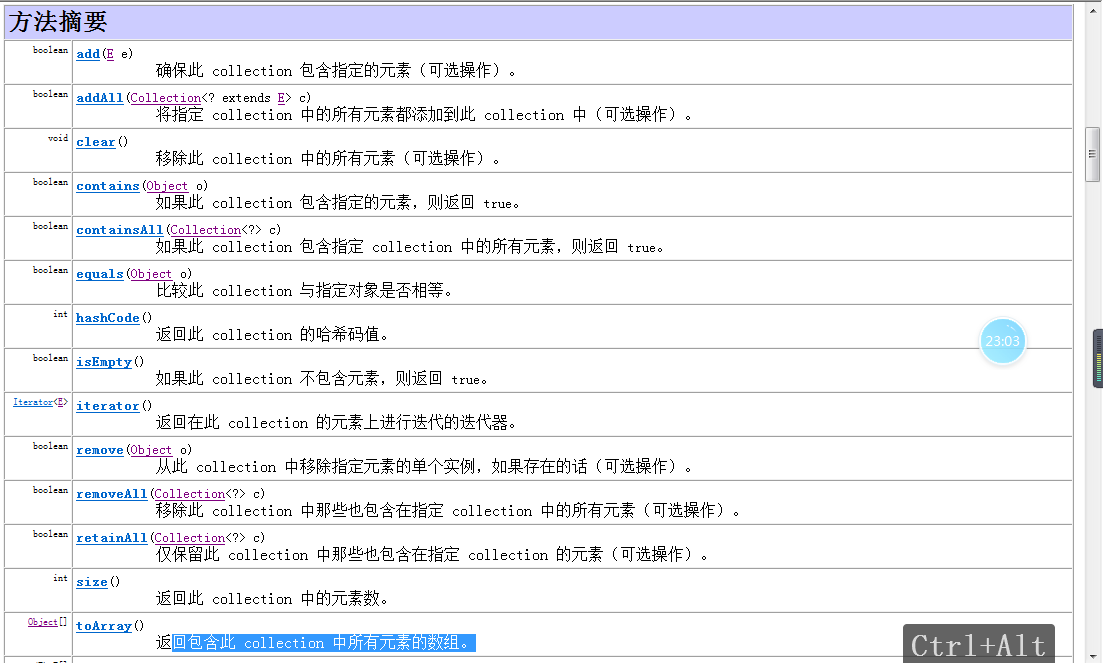 方法摘要
boolean add(E e)
确保此 collection 包含指定的元素（可选操作）。
boolean addAll(Collection<? extends E> c)
将指定 collection 中的所有元素都添加到此 collection 中（可选操作）。
void clear()
移除此 collection 中的所有元素（可选操作）。
boolean contains(Object o)
如果此 collection 包含指定的元素，则返回 true。
boolean containsAll(Collection<?> c)
如果此 collection 包含指定 collection 中的所有元素，则返回 true。
boolean equals(Object o)
比较此 collection 与指定对象是否相等。
int hashCode()
返回此 collection 的哈希码值。
23:03
boolean isEmpty()
如果此 collection 不包含元素，则返回 true。
Iterator<E> iterator()
返回在此 collection 的元素上进行迭代的迭代器。
boolean remove(Object o)
从此 collection 中移除指定元素的单个实例，如果存在的话（可选操作）。
boolean removeAll(Collection<?> c)
移除此 collection 中那些也包含在指定 collection 中的所有元素（可选操作）。
boolean retainAll(Collection<?> c)
仅保留此 collection 中那些也包含在指定 collection 的元素（可选操作）。
int size()
返回此 collection 中的元素数。
Object[] toArray()
返回包含此 collection 中所有元素的数组。
Ctrl+Alt